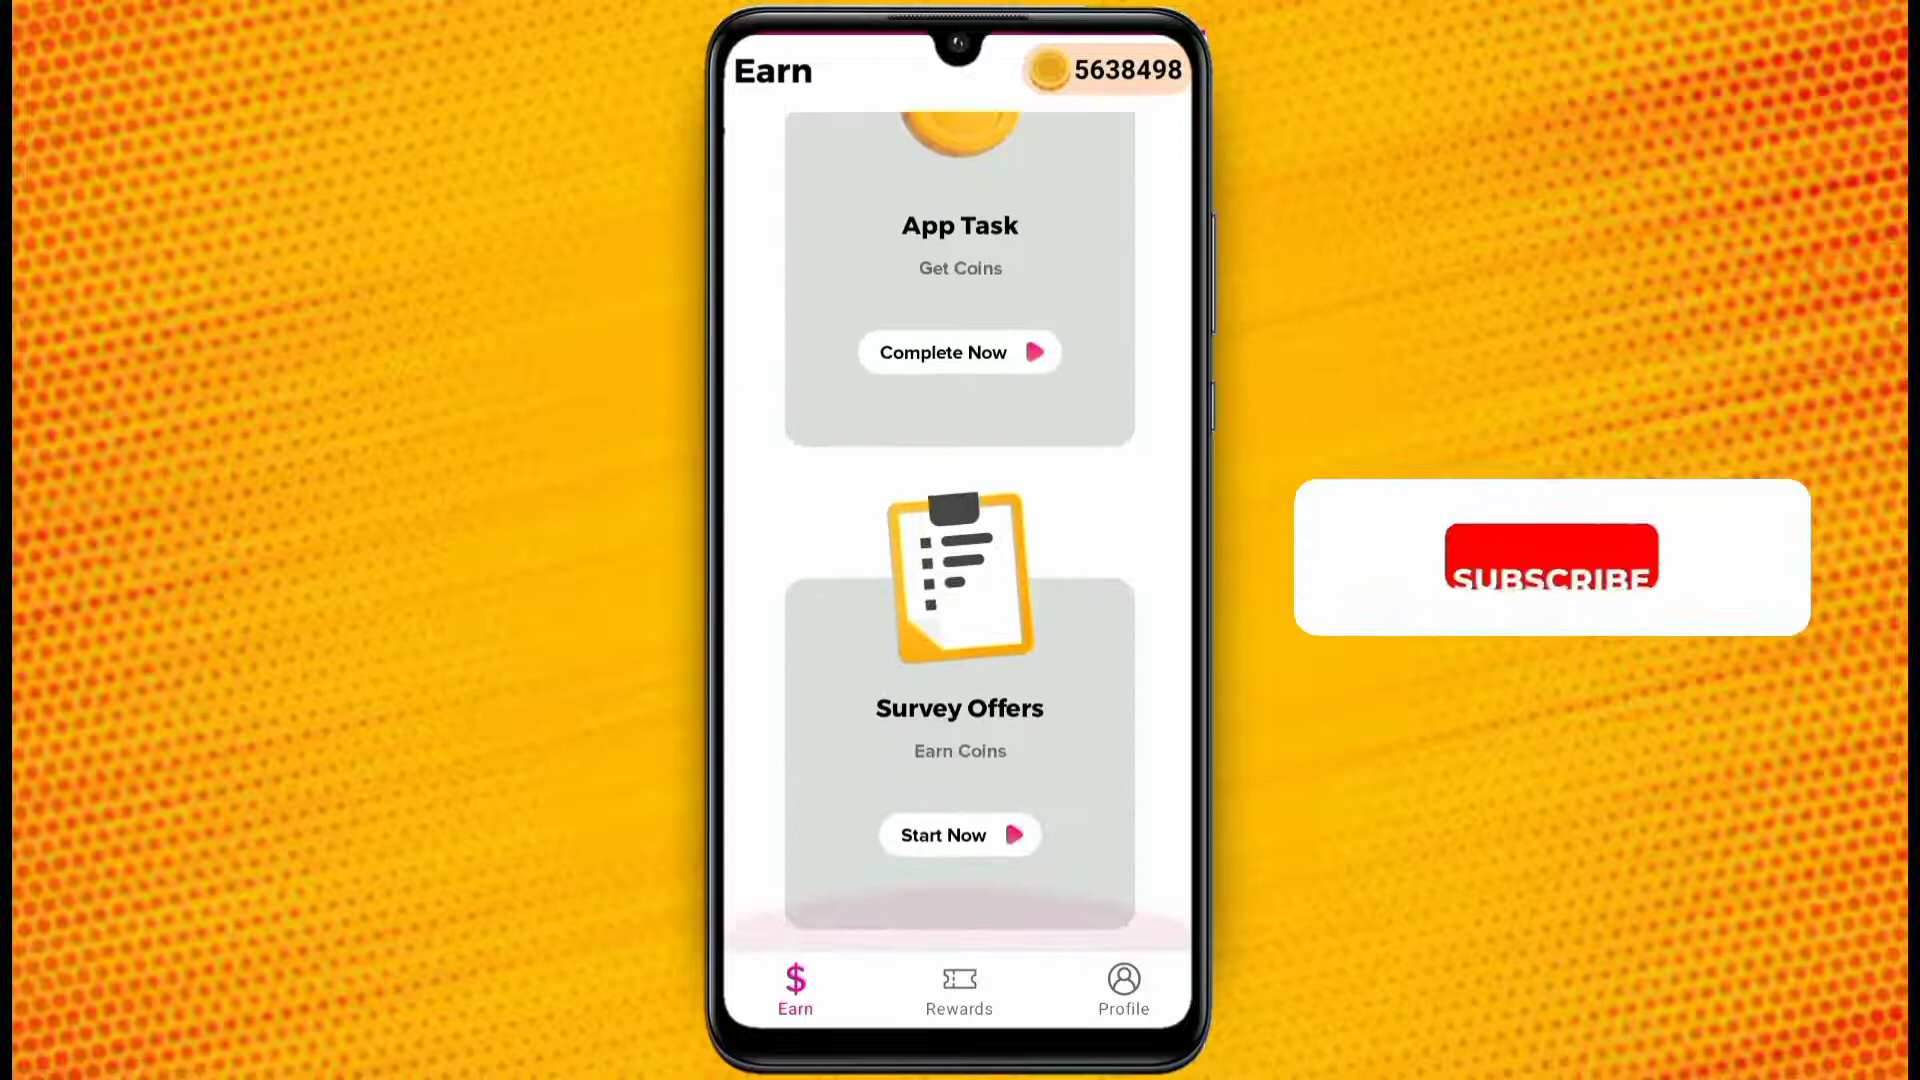 Earn
5638498
App Task
Get Coins
Complete Now
Survey Offers
Earn Coins
Start Now
Earn
Rewards
Profile
SUBSCRIBE